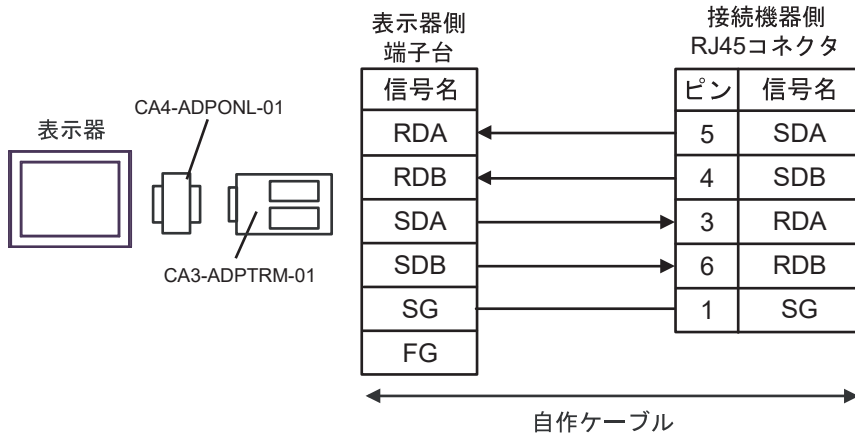 表示器
CA4-ADPONL-01
CA3-ADPTRM-01
表示器側
端子台
信号名
RDA
RDB
SDA
SDB
SG
FG
接続機器側
RJ45コネクタ
ピン 信号名
5 SDA
4 SDB
3 RDA
6 RDB
1 SG
自作ケーブル